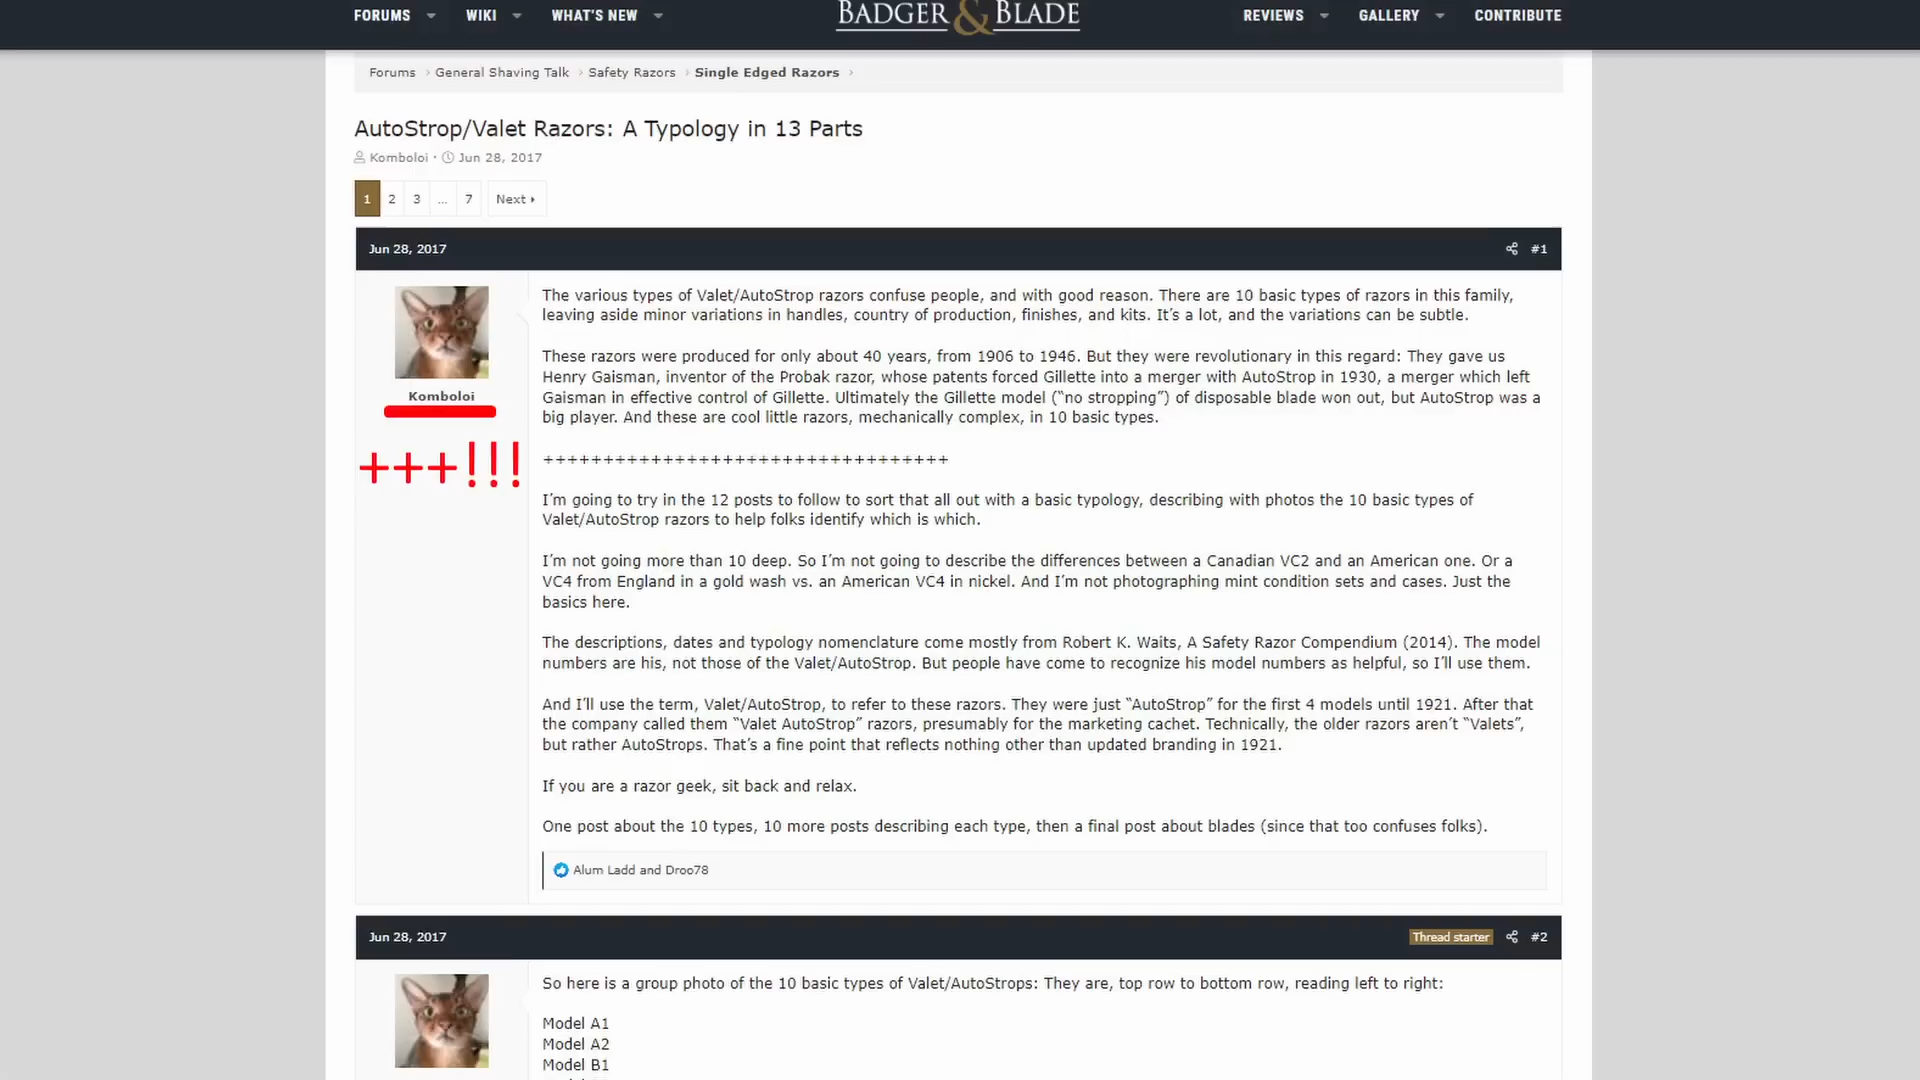 FORUMS WIKI WHAT'S NEW BADGER & BLADE REVIEWS GALLERY CONTRIBUTE
Forums › General Shaving Talk › Safety Razors › Single Edged Razors ›
AutoStrop/Valet Razors: A Typology in 13 Parts
Komboloi · Jun 28, 2017
1 2 3 ... 7 Next
Jun 28, 2017 #1
Komboloi
+++!!!
The various types of Valet/AutoStrop razors confuse people, and with good reason. There are 10 basic types of razors in this family,
leaving aside minor variations in handles, country of production, finishes, and kits. It's a lot, and the variations can be subtle.
These razors were produced for only about 40 years, from 1906 to 1946. But they were revolutionary in this regard: They gave us
Henry Gaisman, inventor of the Probak razor, whose patents forced Gillette into a merger with AutoStrop in 1930, a merger which left
Gaisman in effective control of Gillette. Ultimately the Gillette model (“no stropping”) of disposable blade won out, but AutoStrop was a
big player. And these are cool little razors, mechanically complex, in 10 basic types.
++++++++++++++++++++++++++++++++++
I'm going to try in the 12 posts to follow to sort that all out with a basic typology, describing with photos the 10 basic types of
Valet/AutoStrop razors to help folks identify which is which.
I'm not going more than 10 deep. So I'm not going to describe the differences between a Canadian VC2 and an American one. Or a
VC4 from England in a gold wash vs. an American VC4 in nickel. And I'm not photographing mint condition sets and cases. Just the
basics here.
The descriptions, dates and typology nomenclature come mostly from Robert K. Waits, A Safety Razor Compendium (2014). The model
numbers are his, not those of the Valet/AutoStrop. But people have come to recognize his model numbers as helpful, so I'll use them.
And I'll use the term, Valet/AutoStrop, to refer to these razors. They were just “AutoStrop” for the first 4 models until 1921. After that
the company called them “Valet AutoStrop” razors, presumably for the marketing cachet. Technically, the older razors aren't “Valets”,
but rather AutoStrops. That's a fine point that reflects nothing other than updated branding in 1921.
If you are a razor geek, sit back and relax.
One post about the 10 types, 10 more posts describing each type, then a final post about blades (since that too confuses folks).
Alum Ladd and Droo78
Jun 28, 2017 Thread starter #2
So here is a group photo of the 10 basic types of Valet/AutoStrops: They are, top row to bottom row, reading left to right:
Model A1
Model A2
Model B1